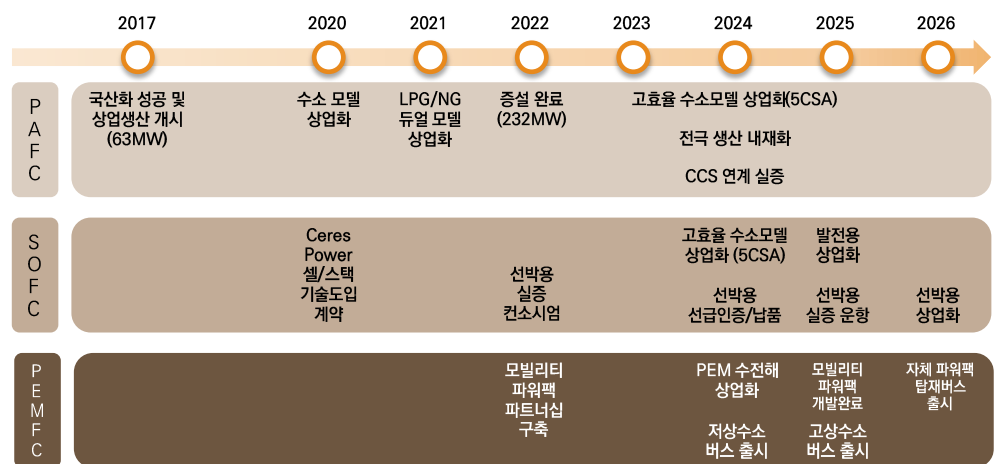 2017
2020
2021
2022
2023
2024
2025
2026
P
A
F
C
국산화 성공 및
상업생산 개시
(63MW)
수소 모델
상업화
LPG/NG
듀얼 모델
상업화
증설 완료
(232MW)
고효율 수소모델 상업화(5CSA)
전극 생산 내재화
CCS 연계 실증
S
O
F
C
Ceres
Power
셀/스택
기술도입
계약
선박용
실증
컨소시엄
고효율 수소모델
상업화 (5CSA)
선박용
선급인증/납품
발전용
상업화
선박용
실증 운항
선박용
상업화
P
E
M
F
C
모빌리티
파워팩
파트너십
구축
PEM 수전해
상업화
저상수소
버스 출시
모빌리티
파워팩
개발완료
고상수소
버스 출시
자체 파워팩
탑재버스
출시